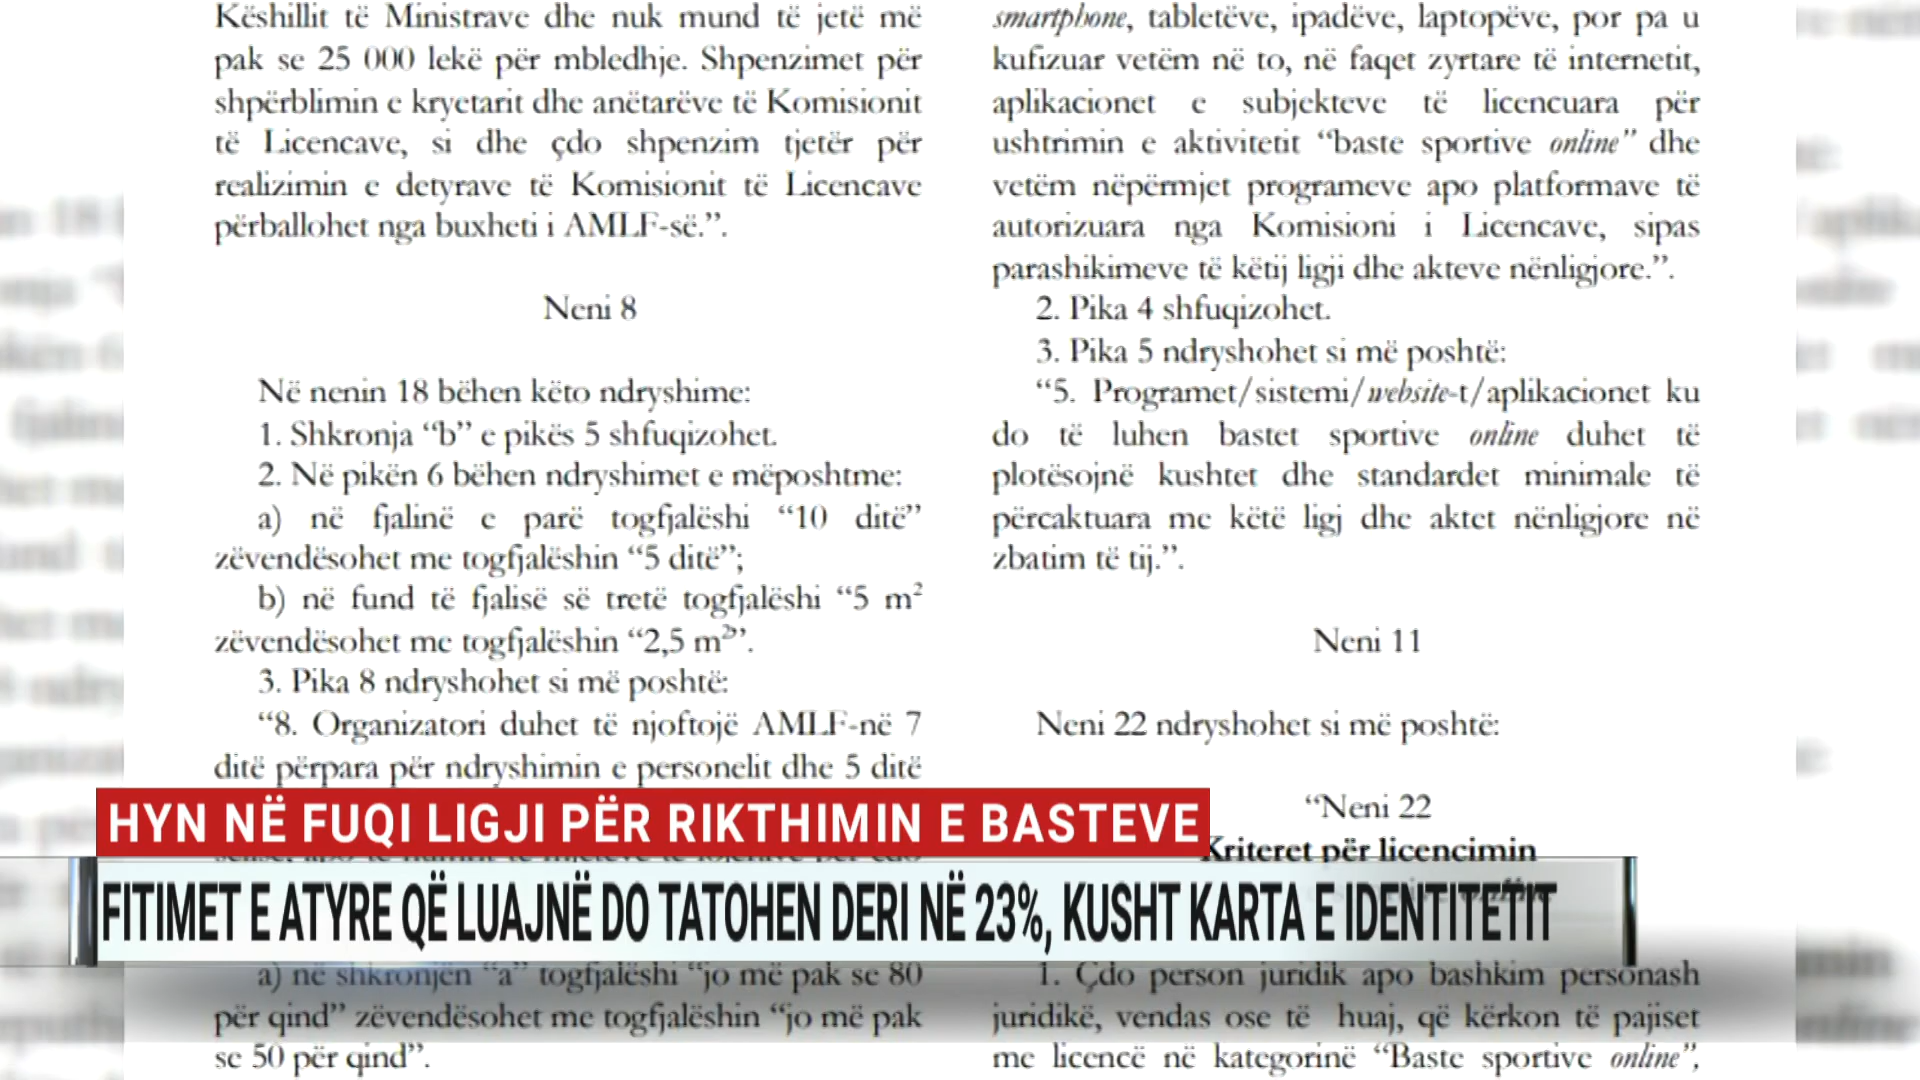 Këshillit të Ministrave dhe nuk mund të jetë më
pak se 25 000 lekë për mbledhje. Shpenzimet për
shpërblimin e kryetarit dhe anëtarëve të Komisionit
të Licencave, si dhe çdo shpenzim tjetër për
realizimin e detyrave të Komisionit të Licencave
përballohet nga buxheti i AMLF-së.”.
Neni 8
Në nenin 18 bëhen këto ndryshime:
1. Shkronja “b” e pikës 5 shfuqizohet.
2. Në pikën 6 bëhen ndryshimet e mëposhtme:
a) në fjalinë e parë togfjalëshi “10 ditë”
zëvendësohet me togfjalëshin “5 ditë”;
b) në fund të fjalisë së tretë togfjalëshi “5 m²
zëvendësohet me togfjalëshin “2,5 m²”.
3. Pika 8 ndryshohet si më poshtë:
“8. Organizatori duhet të njoftojë AMLF-në 7
ditë përpara për ndryshimin e personelit dhe 5 ditë
a) në shkronjën “a” togfjalëshi “jo më pak se 80
për qind” zëvendësohet me togfjalëshin “jo më pak
se 50 për qind”.
smartphone, tabletëve, ipadëve, laptopëve, por pa u
kufizuar vetëm në to, në faqet zyrtare të internetit,
aplikacionet e subjekteve të licencuara për
ushtrimin e aktivitetit “baste sportive online” dhe
vetëm nëpërmjet programeve apo platformave të
autorizuara nga Komisioni i Licencave, sipas
parashikimeve të këtij ligji dhe akteve nënligjore.”.
2. Pika 4 shfuqizohet.
3. Pika 5 ndryshohet si më poshtë:
“5. Programet/sistemi/website-t/aplikacionet ku
do të luhen bastet sportive online duhet të
plotësojnë kushtet dhe standardet minimale të
përcaktuara me këtë ligj dhe aktet nënligjore në
zbatim të tij.”.
Neni 11
Neni 22 ndryshohet si më poshtë:
“Neni 22
Kriteret për licencimin
1. Çdo person juridik apo bashkim personash
juridikë, vendas ose të huaj, që kërkon të pajiset
me licencë në kategorinë “Baste sportive online”,
HYN NË FUQI LIGJI PËR RIKTHIMIN E BASTEVE
FITIMET E ATYRE QË LUAJNË DO TATOHEN DERI NË 23%, KUSHT KARTA E IDENTITETIT